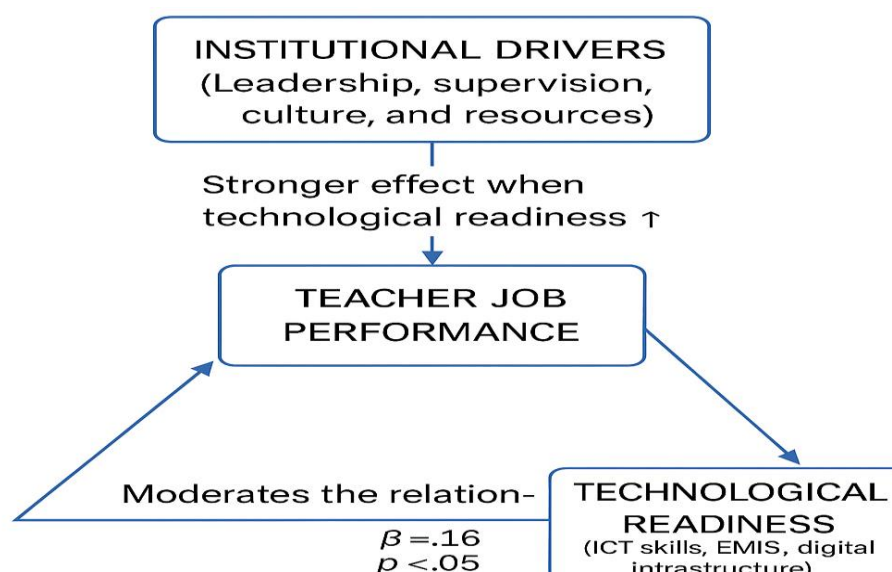 INSTITUTIONAL DRIVERS
(Leadership, supervision,
culture, and resources)
Stronger effect when
technological readiness ↑
TEACHER JOB
PERFORMANCE
Moderates the relation-
β =.16
p <.05
TECHNOLOGICAL
READINESS
(ICT skills, EMIS, digital
intrastructure)